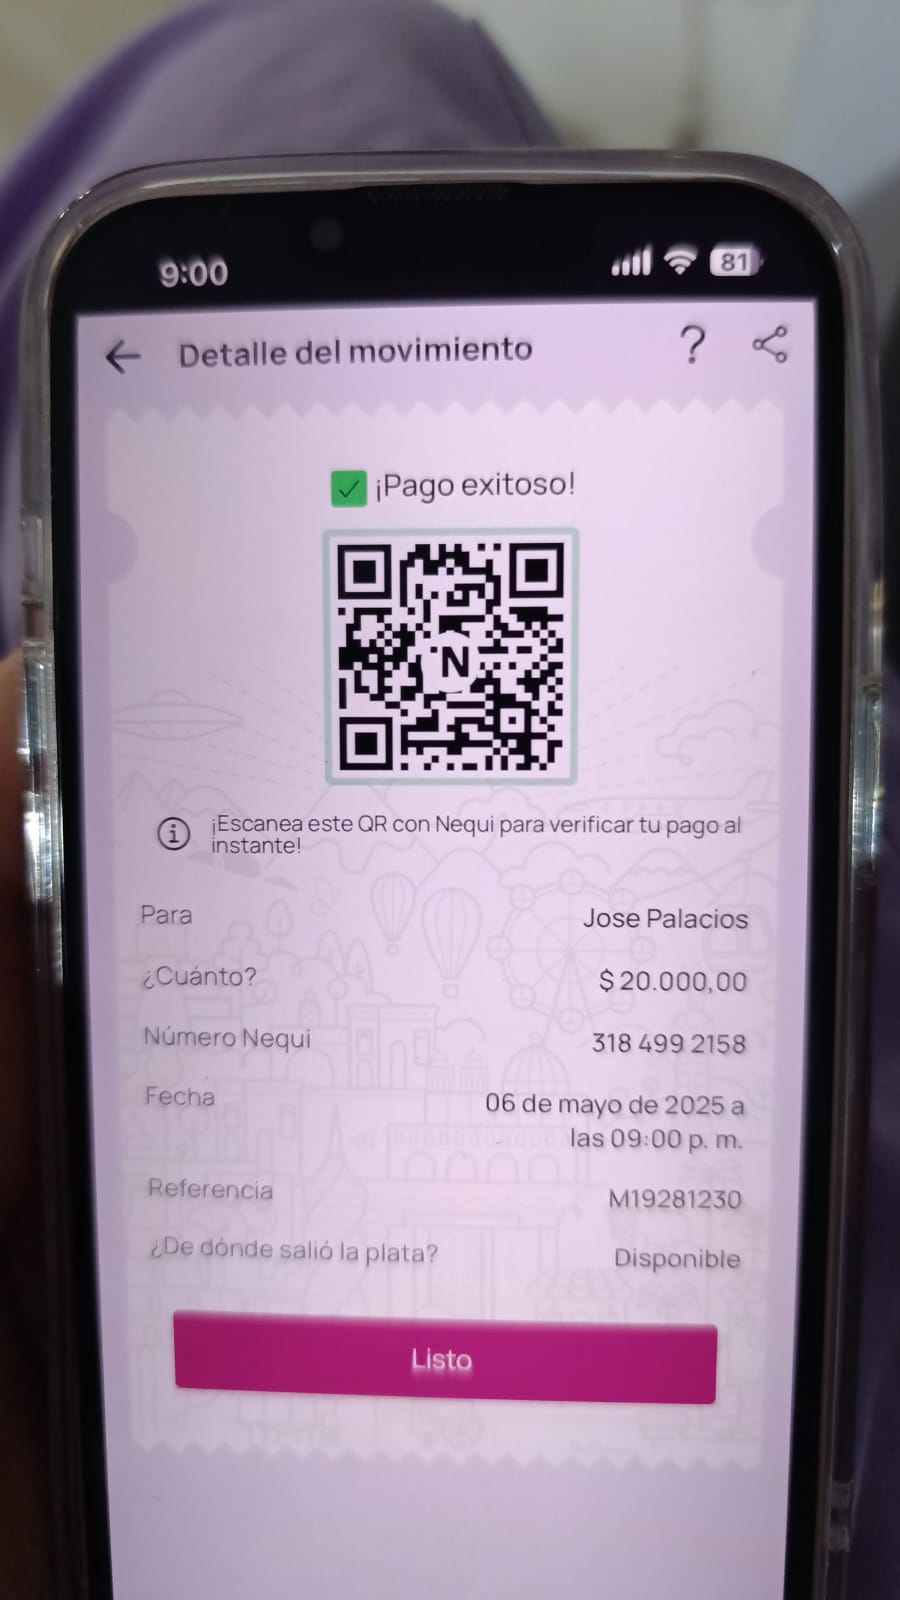 9:00 81
Detalle del movimiento ?
¡Pago exitoso!
N
¡Escanea este QR con Nequi para verificar tu pago al
instante!
Para Jose Palacios
¿Cuánto? $ 20.000,00
Número Nequi 318 499 2158
Fecha 06 de mayo de 2025 a
las 09:00 p. m.
Referencia M19281230
¿De dónde salió la plata? Disponible
Listo